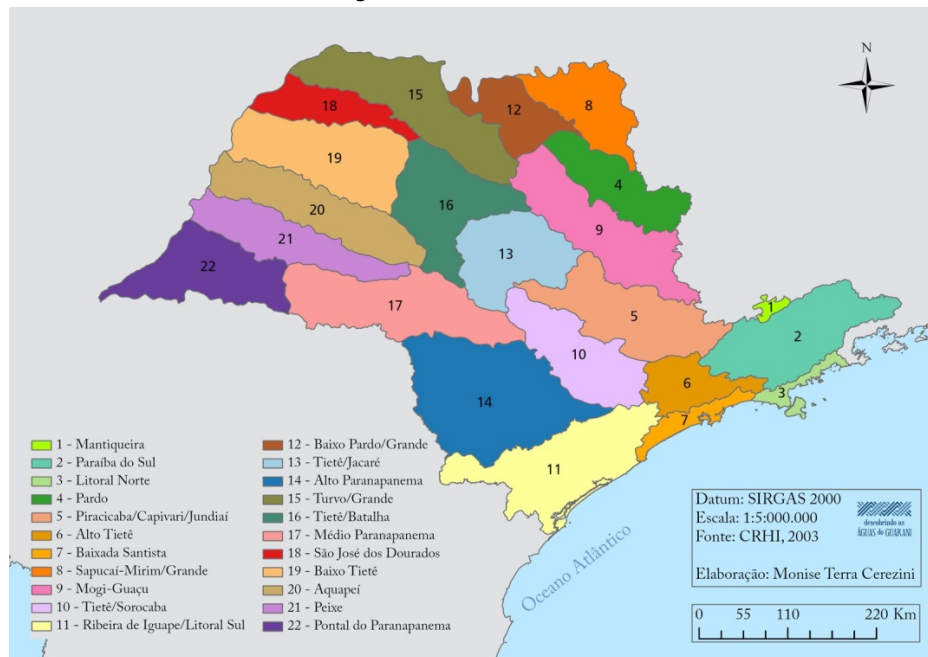 N
15
18
12
8
19
4
16
20
9
21
13
22
17
5
1
2
10
6
3
14
7
11
1 - Mantiqueira
2 - Paraíba do Sul
3 - Litoral Norte
4 - Pardo
5 - Piracicaba/Capivari/Jundiaí
6 - Alto Tietê
7 - Baixada Santista
8 - Sapucaí-Mirim/Grande
9 - Mogi-Guaçu
10 - Tietê/Sorocaba
11 - Ribeira de Iguape/Litoral Sul
12 - Baixo Pardo/Grande
13 - Tietê/Jacaré
14 - Alto Paranapanema
15 - Turvo/Grande
16 - Tietê/Batalha
17 - Médio Paranapanema
18 - São José dos Dourados
19 - Baixo Tietê
20 - Aquapeí
21 - Peixe
22 - Pontal do Paranapanema
Oceano Atlântico
Datum: SIRGAS 2000
Escala: 1:5:000.000
Fonte: CRHI, 2003
descobrindo as
ÁGUAS do GUARANI
Elaboração: Monise Terra Cerezini
0 55 110 220 Km